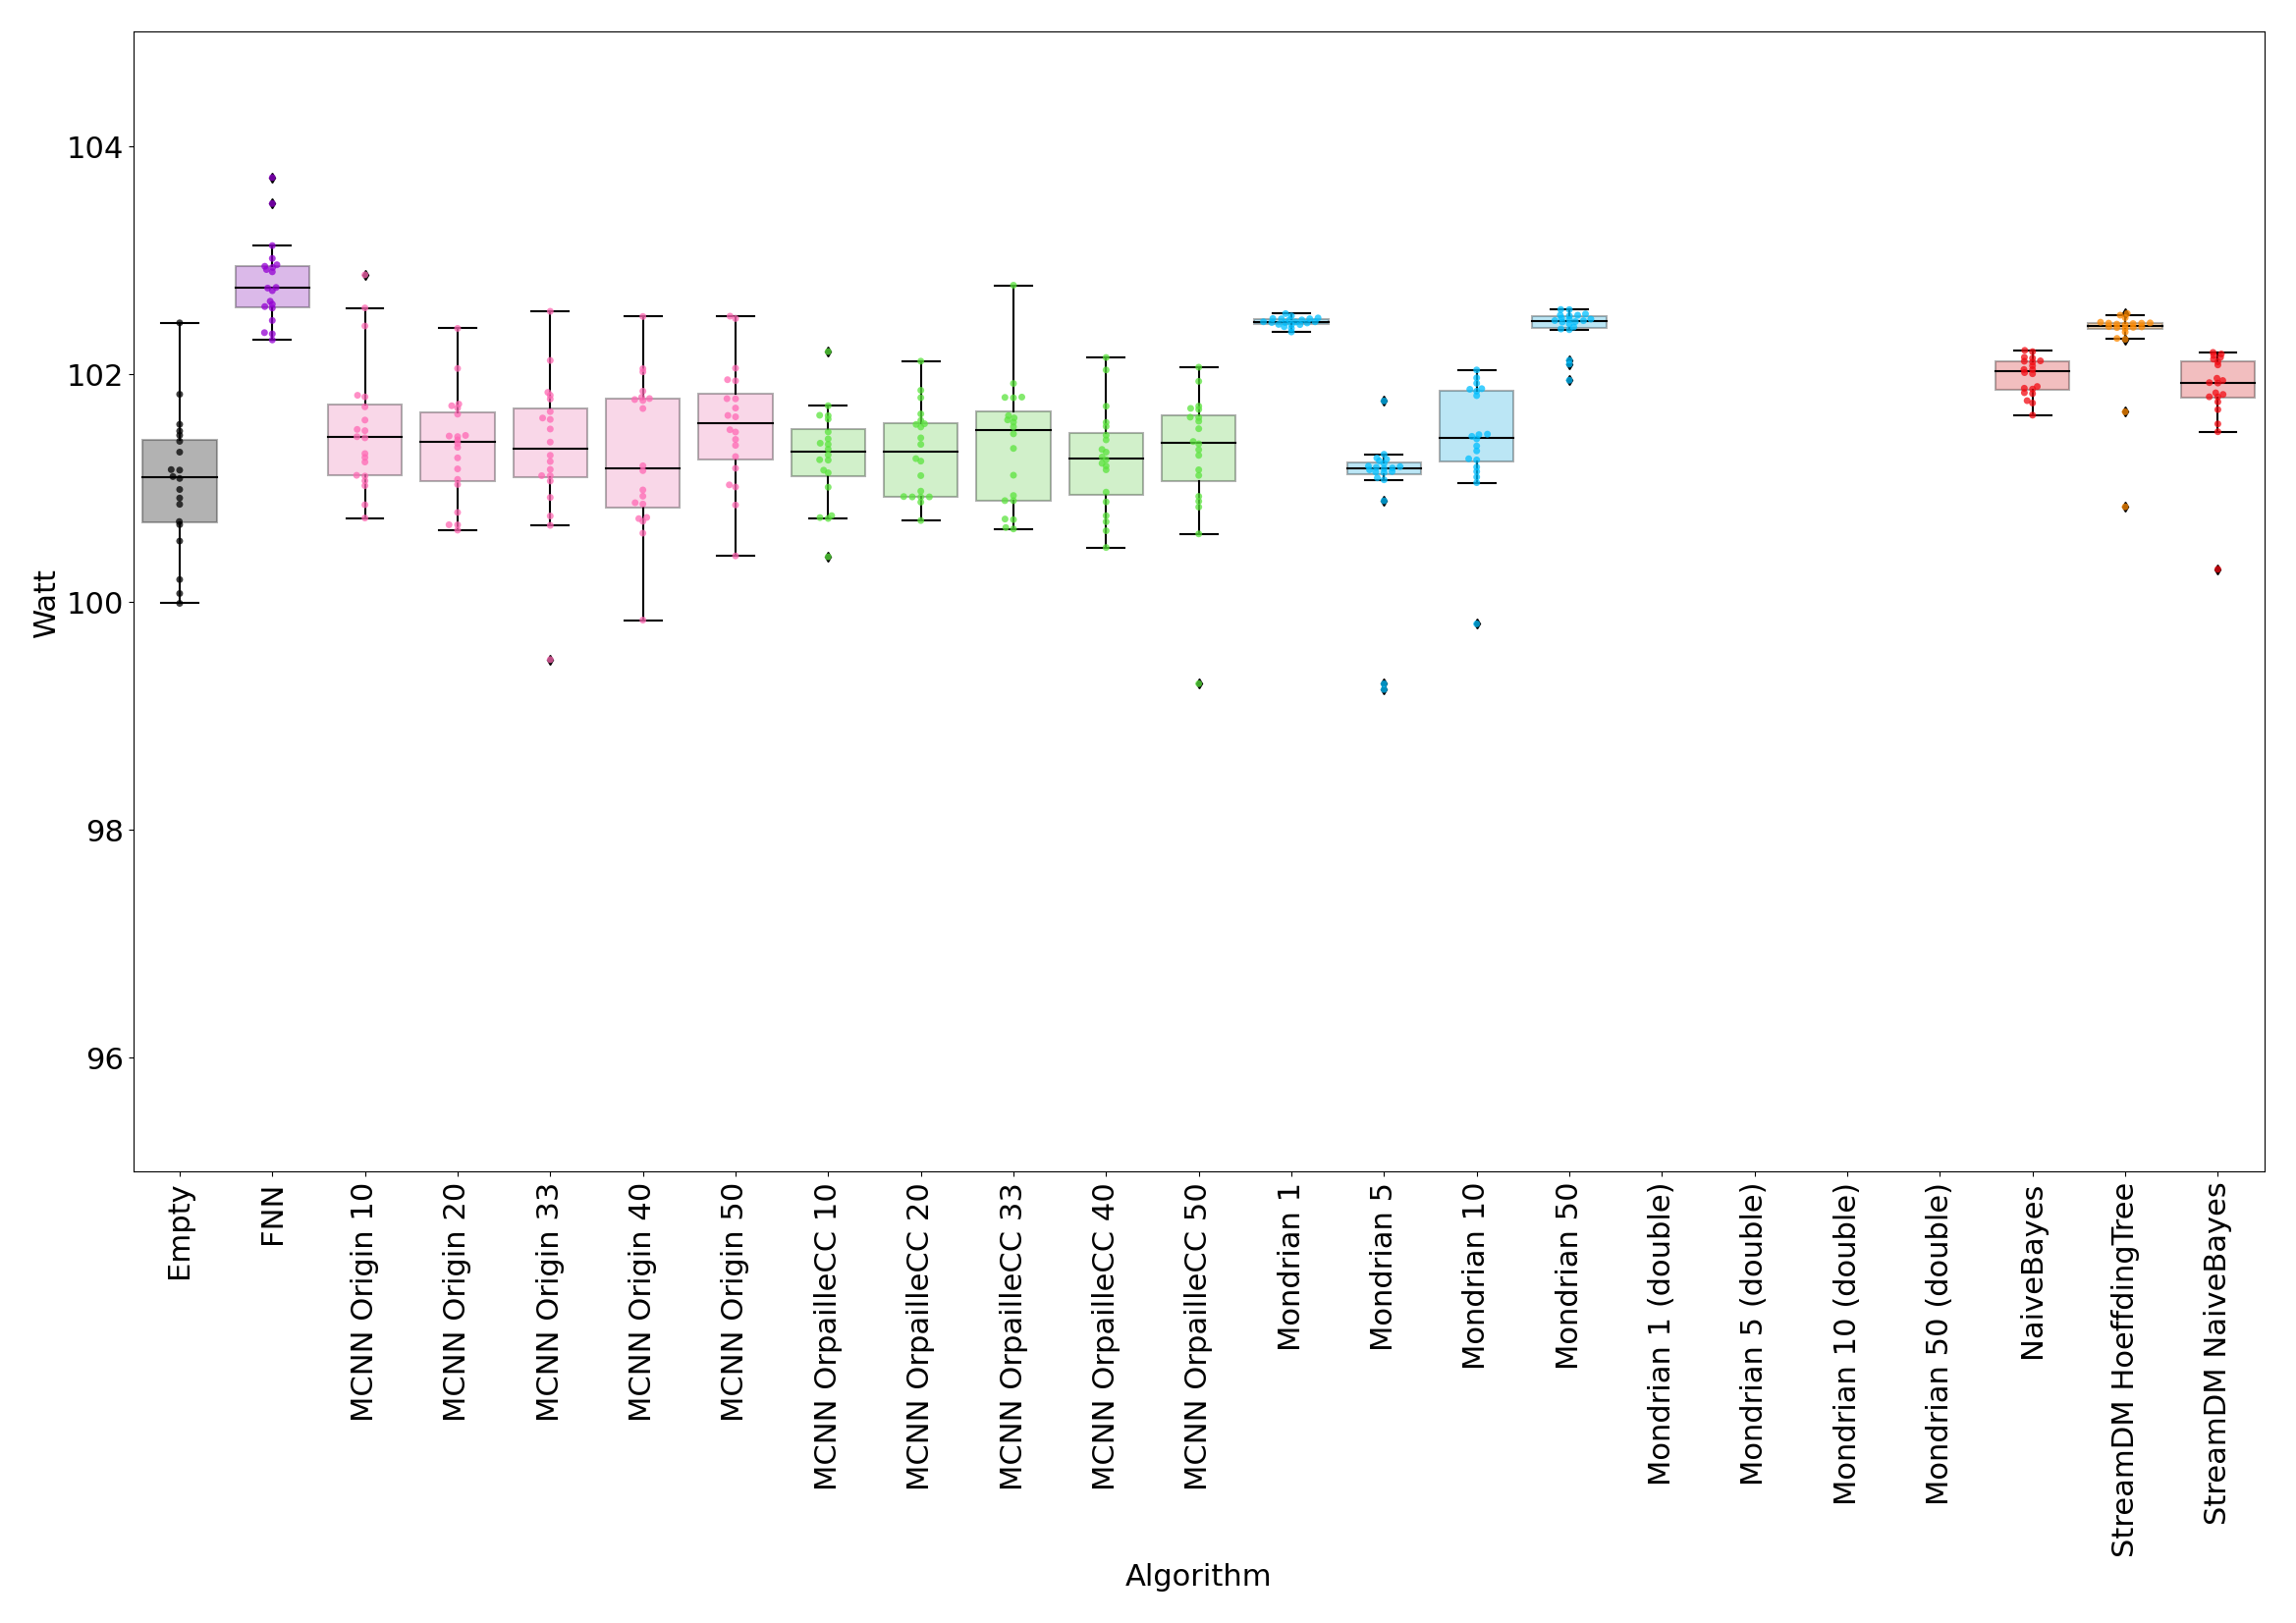 104
102
100
98
96
Watt
Empty
FNN
MCNN Origin 10
MCNN Origin 20
MCNN Origin 33
MCNN Origin 40
MCNN Origin 50
MCNN OrpailleCC 10
MCNN OrpailleCC 20
MCNN OrpailleCC 33
MCNN OrpailleCC 40
MCNN OrpailleCC 50
Mondrian 1
Mondrian 5
Mondrian 10
Mondrian 50
Mondrian 1 (double)
Mondrian 5 (double)
Mondrian 10 (double)
Mondrian 50 (double)
NaiveBayes
StreamDM HoeffdingTree
StreamDM NaiveBayes
Algorithm